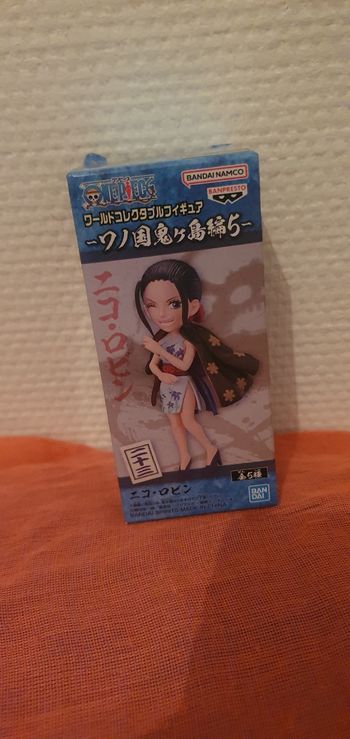 ONE PIECE
BANDAI NAMCO
BANPRESTO
ワールドコレクタブルフィギュア
-ワノ国鬼ヶ島編5-
ニコ・ロビン
二十三
全5種
ニコ・ロビン
BANDAI